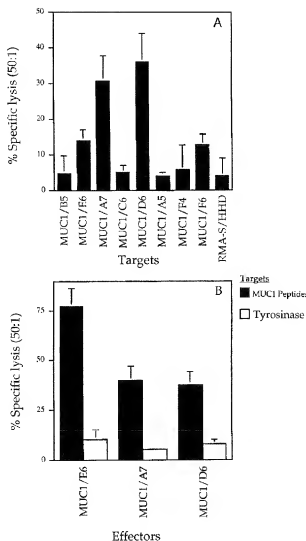 A
% Specific lysis (50:1)
50
40
30
20
10
0
MUC1/B5
MUC1/E6
MUC1/A7
MUC1/C6
MUC1/D6
MUC1/A5
MUC1/F4
MUC1/F6
RMA-S/HHD
Targets
B
% Specific lysis (50:1)
75
50
25
0
MUC1/E6
MUC1/A7
MUC1/D6
Effectors
Targets
MUC1 Peptides
Tyrosinase